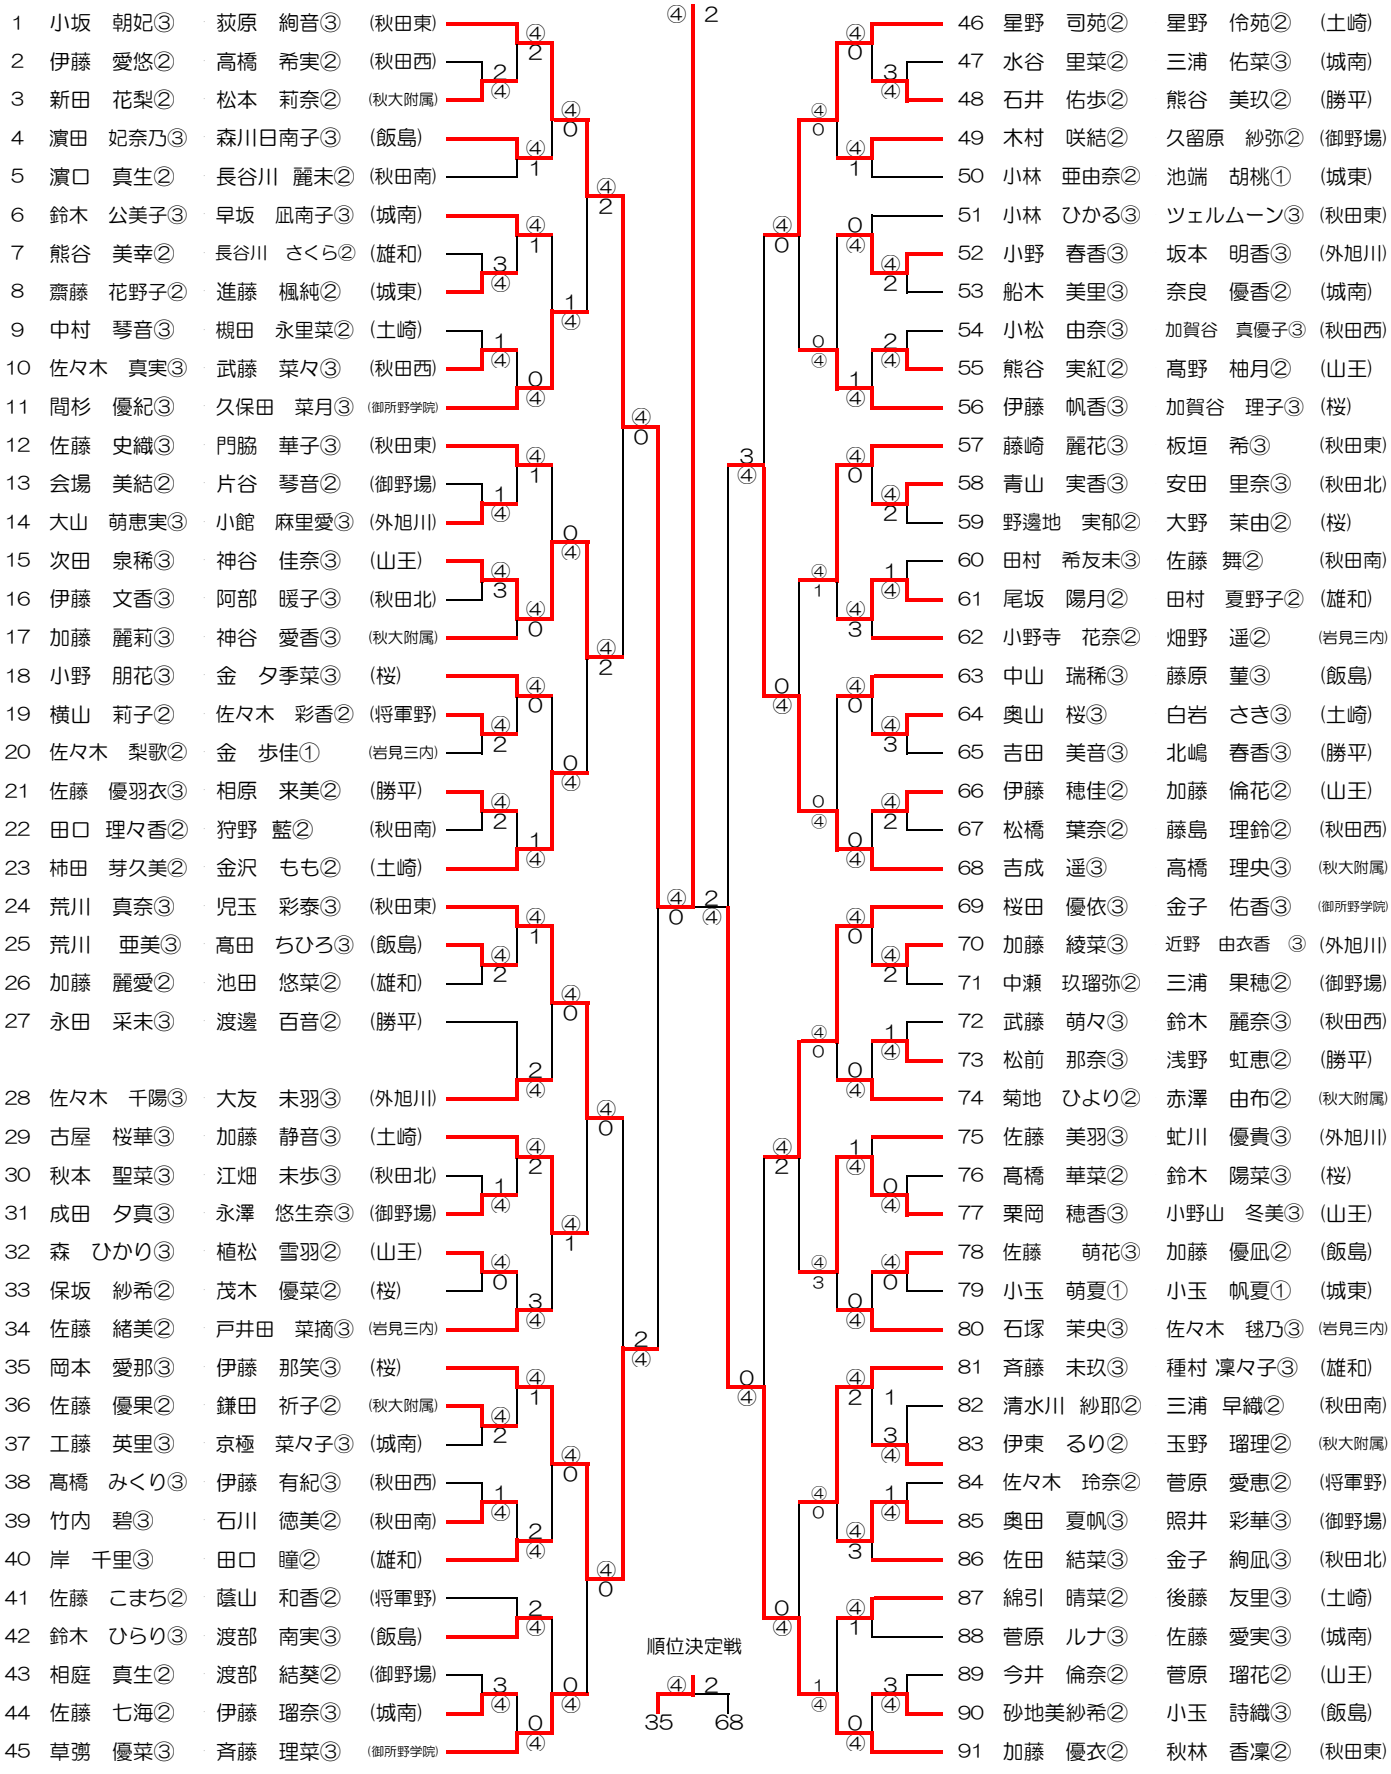 ④ 2
1 小坂 朝妃③ 荻原 絢音③ (秋田東)
2 伊藤 愛悠② 高橋 希実② (秋田西)
3 新田 花梨② 松本 莉奈② (秋大附属)
4 濵田 妃奈乃③ 森川日南子③ (飯島)
5 濵口 真生② 長谷川 麗未② (秋田南)
6 鈴木 公美子③ 早坂 凪南子③ (城南)
7 熊谷 美幸② 長谷川 さくら② (雄和)
8 齋藤 花野子② 進藤 楓純② (城東)
9 中村 琴音③ 槻田 永里菜② (土崎)
10 佐々木 真実③ 武藤 菜々③ (秋田西)
11 間杉 優紀③ 久保田 菜月③ (御所野学院)
12 佐藤 史織③ 門脇 華子③ (秋田東)
13 会場 美結② 片谷 琴音② (御野場)
14 大山 萌恵実③ 小館 麻里愛③ (外旭川)
15 次田 泉稀③ 神谷 佳奈③ (山王)
16 伊藤 文香③ 阿部 暖子③ (秋田北)
17 加藤 麗莉③ 神谷 愛香③ (秋大附属)
18 小野 朋花③ 金 夕季菜③ (桜)
19 横山 莉子② 佐々木 彩香② (将軍野)
20 佐々木 梨歌② 金 歩佳① (岩見三内)
21 佐藤 優羽衣③ 相原 来美② (勝平)
22 田口 理々香② 狩野 藍② (秋田南)
23 柿田 芽久美② 金沢 もも② (土崎)
24 荒川 真奈③ 児玉 彩泰③ (秋田東)
25 荒川 亜美③ 髙田 ちひろ③ (飯島)
26 加藤 麗愛② 池田 悠菜② (雄和)
27 永田 采未③ 渡邊 百音② (勝平)
28 佐々木 千陽③ 大友 未羽③ (外旭川)
29 古屋 桜華③ 加藤 静音③ (土崎)
30 秋本 聖菜③ 江畑 未歩③ (秋田北)
31 成田 夕真③ 永澤 悠生奈③ (御野場)
32 森 ひかり③ 植松 雪羽② (山王)
33 保坂 紗希② 茂木 優菜② (桜)
34 佐藤 緒美② 戸井田 菜摘③ (岩見三内)
35 岡本 愛那③ 伊藤 那笑③ (桜)
36 佐藤 優果② 鎌田 祈子② (秋大附属)
37 工藤 英里③ 京極 菜々子③ (城南)
38 髙橋 みくり③ 伊藤 有紀③ (秋田西)
39 竹内 碧③ 石川 徳美② (秋田南)
40 岸 千里③ 田口 瞳② (雄和)
41 佐藤 こまち② 蔭山 和香② (将軍野)
42 鈴木 ひらり③ 渡部 南実③ (飯島)
43 相庭 真生② 渡部 結葵② (御野場)
44 佐藤 七海② 伊藤 瑠奈③ (城南)
45 草彅 優菜③ 斉藤 理菜③ (御所野学院)
46 星野 司苑② 星野 伶苑② (土崎)
47 水谷 里菜② 三浦 佑菜③ (城南)
48 石井 佑歩② 熊谷 美玖② (勝平)
49 木村 咲結② 久留原 紗弥② (御野場)
50 小林 亜由奈② 池端 胡桃① (城東)
51 小林 ひかる③ ツェルムーン③ (秋田東)
52 小野 春香③ 坂本 明香③ (外旭川)
53 船木 美里③ 奈良 優香② (城南)
54 小松 由奈③ 加賀谷 真優子③ (秋田西)
55 熊谷 実紅② 髙野 柚月② (山王)
56 伊藤 帆香③ 加賀谷 理子③ (桜)
57 藤崎 麗花③ 板垣 希③ (秋田東)
58 青山 実香③ 安田 里奈③ (秋田北)
59 野邊地 実郁② 大野 茉由② (桜)
60 田村 希友未③ 佐藤 舞② (秋田南)
61 尾坂 陽月② 田村 夏野子② (雄和)
62 小野寺 花奈② 畑野 遥② (岩見三内)
63 中山 瑞稀③ 藤原 菫③ (飯島)
64 奥山 桜③ 白岩 さき③ (土崎)
65 吉田 美音③ 北嶋 春香③ (勝平)
66 伊藤 穂佳② 加藤 倫花② (山王)
67 松橋 葉奈② 藤島 理鈴② (秋田西)
68 吉成 遥③ 高橋 理央③ (秋大附属)
69 桜田 優依③ 金子 佑香③ (御所野学院)
70 加藤 綾菜③ 近野 由衣香 ③ (外旭川)
71 中瀬 玖瑠弥② 三浦 果穂② (御野場)
72 武藤 萌々③ 鈴木 麗奈③ (秋田西)
73 松前 那奈③ 浅野 虹恵② (勝平)
74 菊地 ひより② 赤澤 由布② (秋大附属)
75 佐藤 美羽③ 虻川 優貴③ (外旭川)
76 髙橋 華菜② 鈴木 陽菜③ (桜)
77 栗岡 穂香③ 小野山 冬美③ (山王)
78 佐藤 萌花③ 加藤 優凪② (飯島)
79 小玉 萌夏① 小玉 帆夏① (城東)
80 石塚 茉央③ 佐々木 毬乃③ (岩見三内)
81 斉藤 未玖③ 種村 凜々子③ (雄和)
82 清水川 紗耶② 三浦 早織② (秋田南)
83 伊東 るり② 玉野 瑠理② (秋大附属)
84 佐々木 玲奈② 菅原 愛恵② (将軍野)
85 奥田 夏帆③ 照井 彩華③ (御野場)
86 佐田 結菜③ 金子 絢凪③ (秋田北)
87 綿引 晴菜② 後藤 友里③ (土崎)
88 菅原 ルナ③ 佐藤 愛実③ (城南)
89 今井 倫奈② 菅原 瑠花② (山王)
90 砂地美紗希② 小玉 詩織③ (飯島)
91 加藤 優衣② 秋林 香凜② (秋田東)
順位決定戦
④ 2
35 68